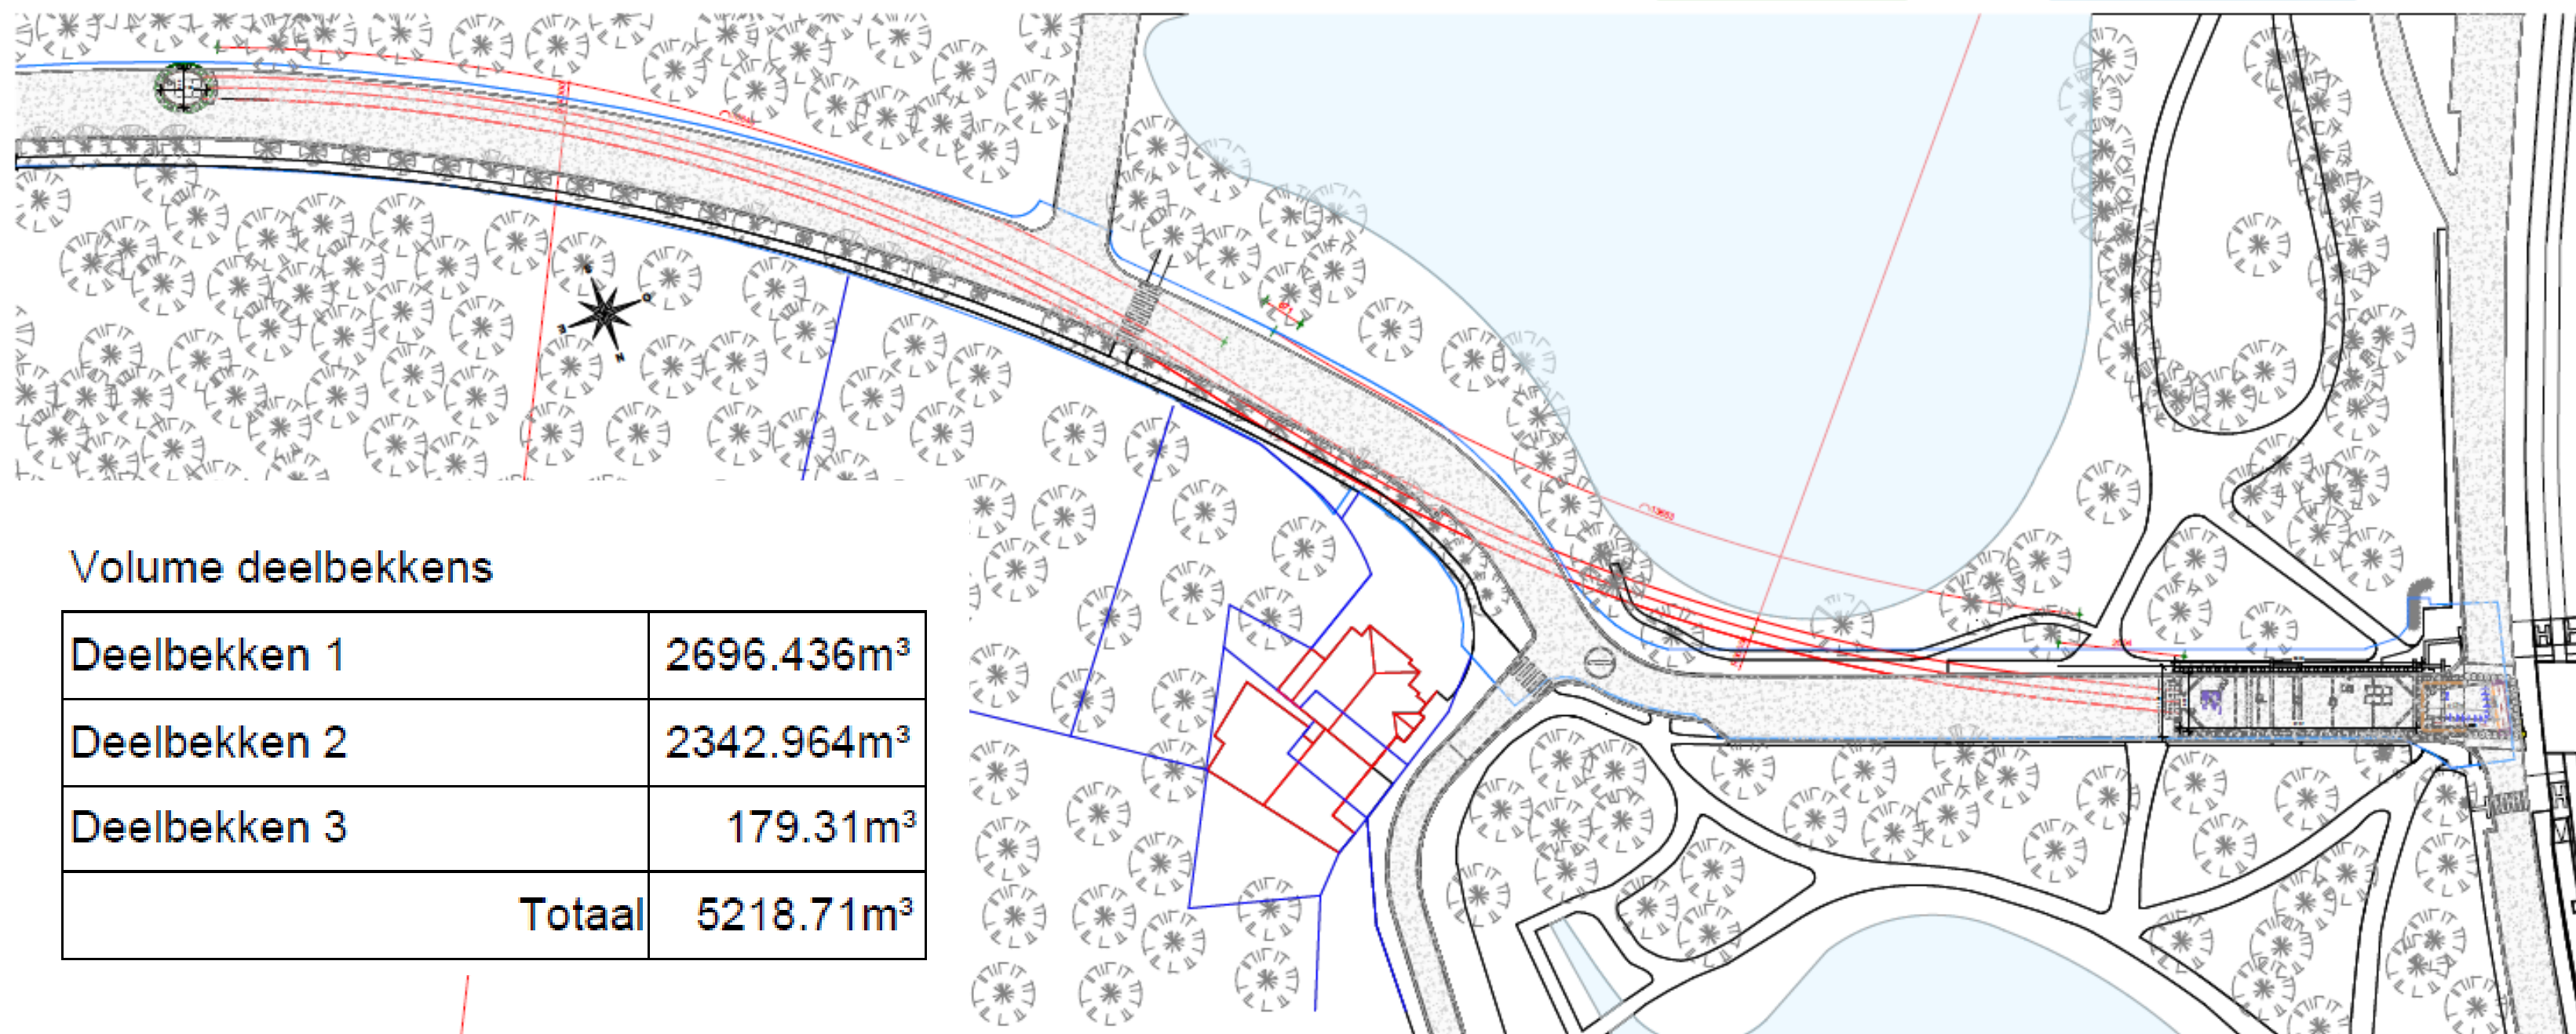 Volume deelbekkens
Deelbekken 1 2696.436m³
Deelbekken 2 2342.964m³
Deelbekken 3 179.31m³
Totaal 5218.71m³